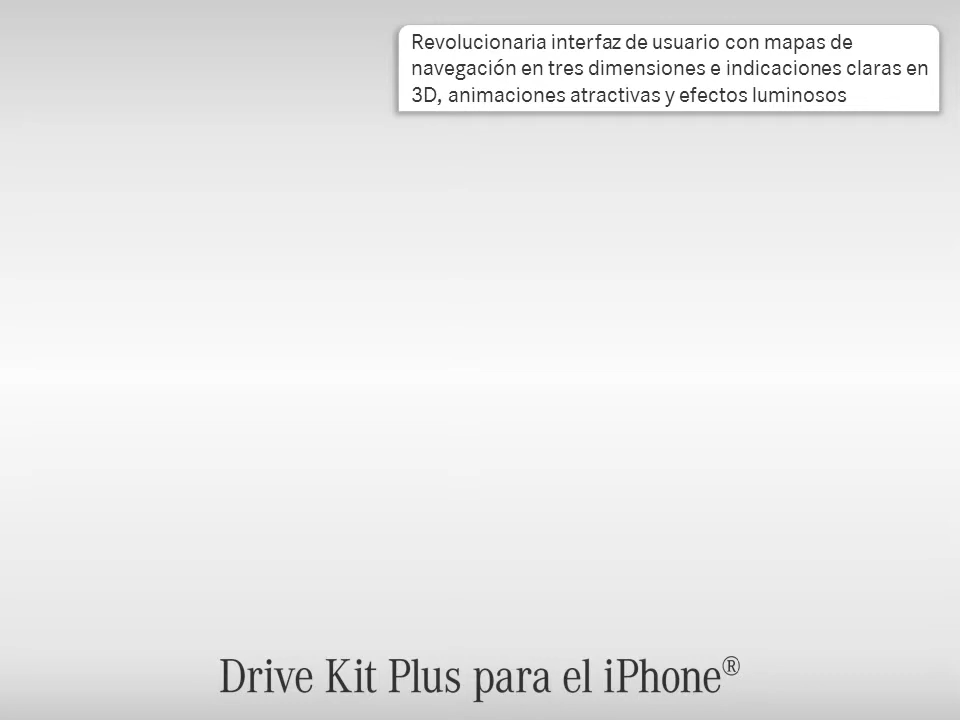 Revolucionaria interfaz de usuario con mapas de
navegación en tres dimensiones e indicaciones claras en
3D, animaciones atractivas y efectos luminosos
Drive Kit Plus para el iPhone®